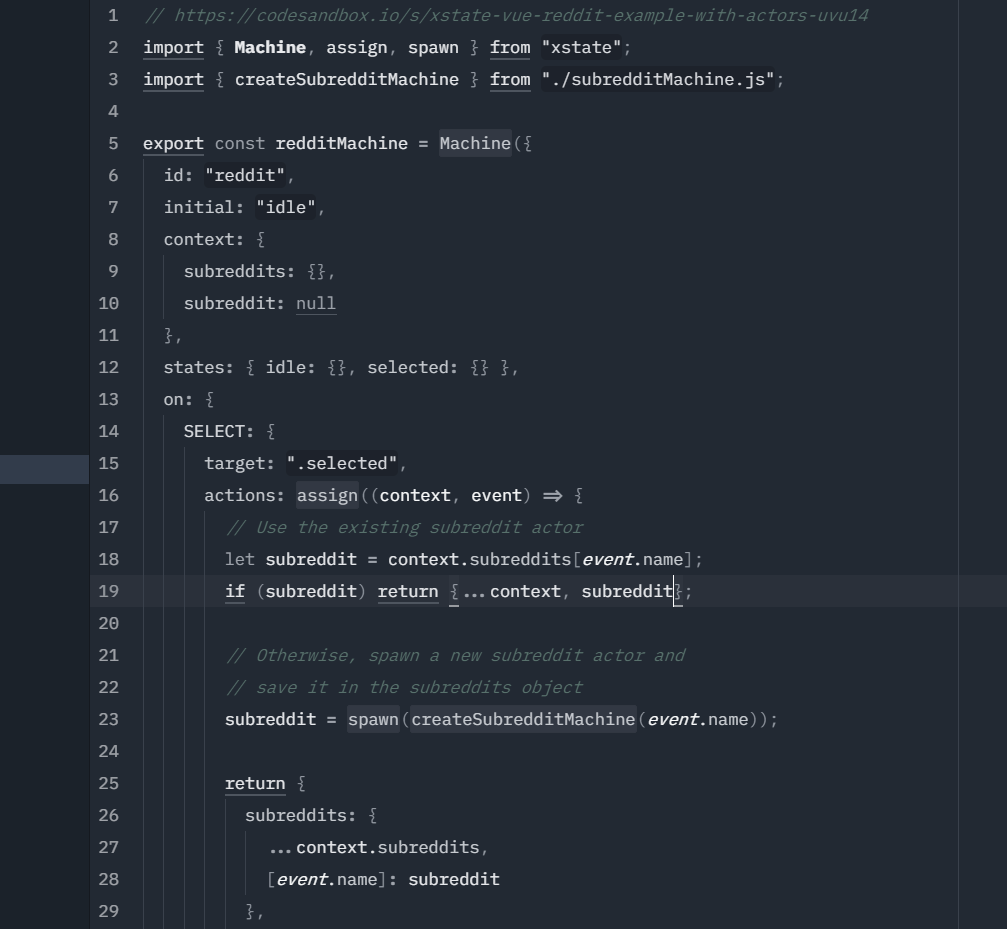 1 // https://codesandbox.io/s/xstate-vue-reddit-example-with-actors-uvu14
2 import { Machine, assign, spawn } from "xstate";
3 import { createSubredditMachine } from "./subredditMachine.js";
4
5 export const redditMachine = Machine({
6 id: "reddit",
7 initial: "idle",
8 context: {
9 subreddits: {},
10 subreddit: null
11 },
12 states: { idle: {}, selected: {} },
13 on: {
14 SELECT: {
15 target: ".selected",
16 actions: assign((context, event) => {
17 // Use the existing subreddit actor
18 let subreddit = context.subreddits[event.name];
19 if (subreddit) return {...context, subreddit};
20
21 // Otherwise, spawn a new subreddit actor and
22 // save it in the subreddits object
23 subreddit = spawn(createSubredditMachine(event.name));
24
25 return {
26 subreddits: {
27 ...context.subreddits,
28 [event.name]: subreddit
29 },